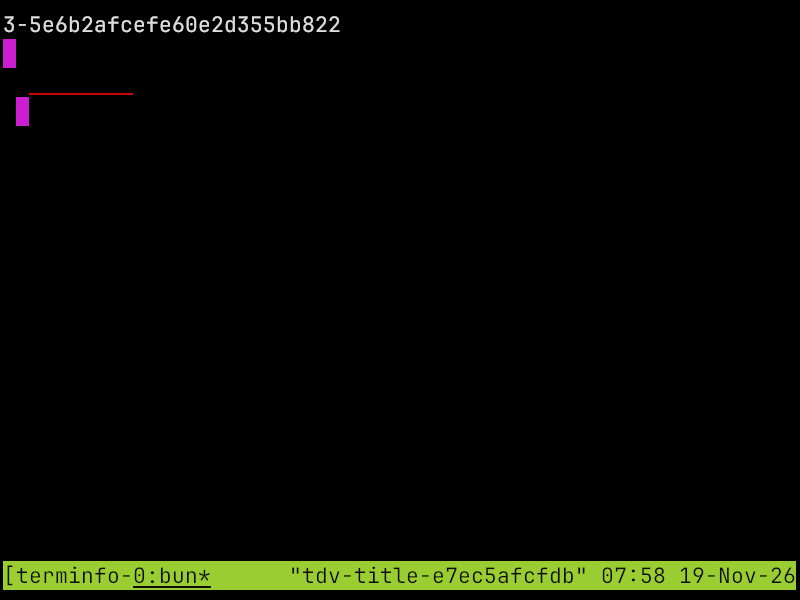 3-5e6b2afcefe60e2d355bb822
[terminfo-0:bun*      "tdv-title-e7ec5afcfdb" 07:58 19-Nov-26